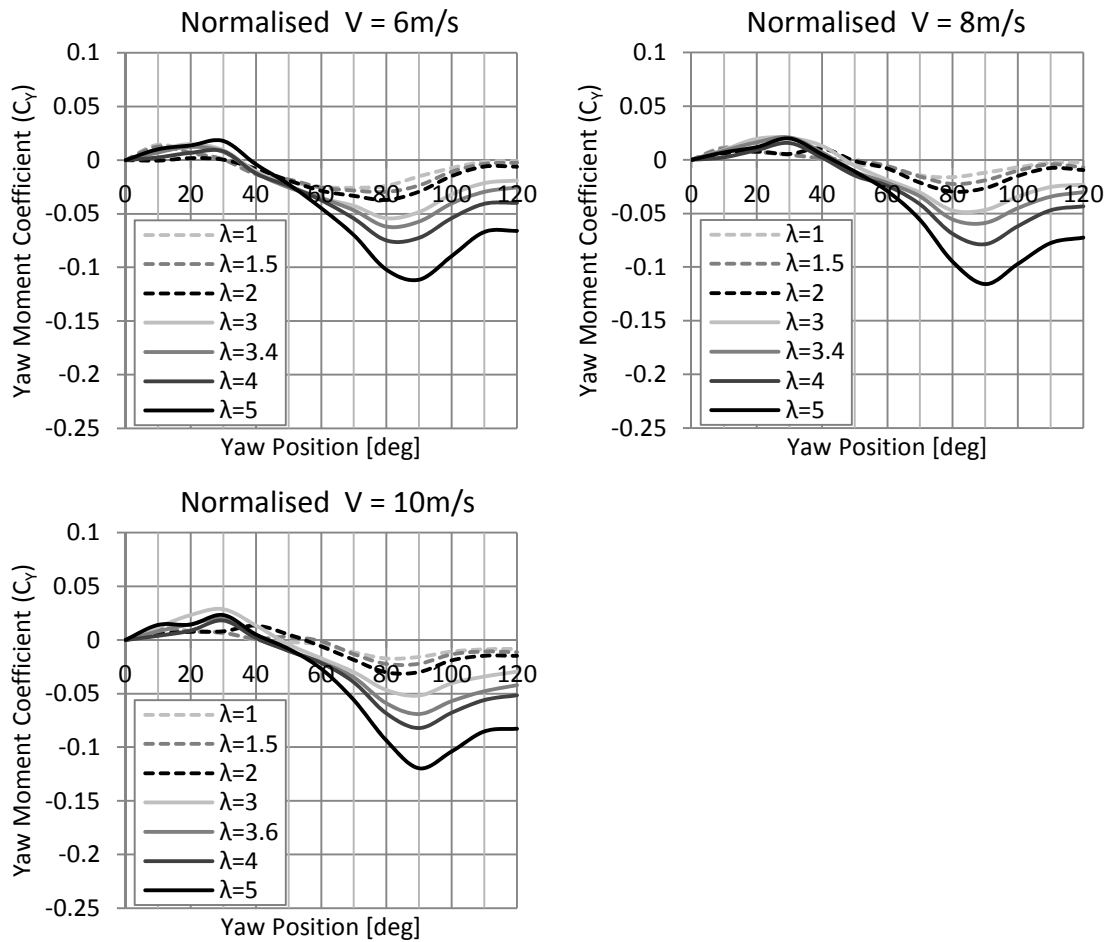 Normalised V = 6m/s
Yaw Moment Coefficient (CY)
0.1
0.05
0
-0.05
-0.1
-0.15
-0.2
-0.25
0 20 40 60 80 100 120
λ=1
λ=1.5
λ=2
λ=3
λ=3.4
λ=4
λ=5
Yaw Position [deg]
Normalised V = 8m/s
Yaw Moment Coefficient (CY)
0.1
0.05
0
-0.05
-0.1
-0.15
-0.2
-0.25
0 20 40 60 80 100 120
λ=1
λ=1.5
λ=2
λ=3
λ=3.4
λ=4
λ=5
Yaw Position [deg]
Normalised V = 10m/s
Yaw Moment Coefficient (CY)
0.1
0.05
0
-0.05
-0.1
-0.15
-0.2
-0.25
0 20 40 60 80 100 120
λ=1
λ=1.5
λ=2
λ=3
λ=3.6
λ=4
λ=5
Yaw Position [deg]